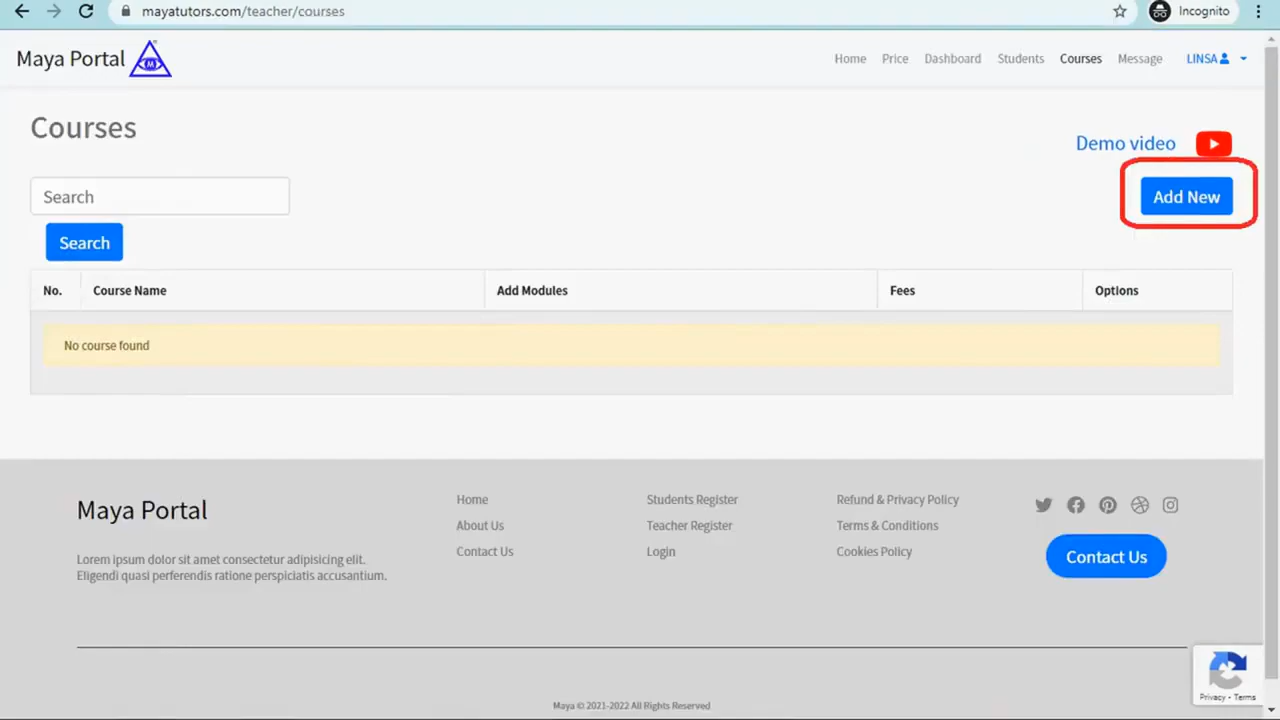 mayatutors.com/teacher/courses
Incognito
Maya Portal
M
Home Price Dashboard Students Courses Message LINSA
Courses
Demo video
Search
Add New
Search
No. Course Name Add Modules Fees Options
No course found
Maya Portal
Lorem ipsum dolor sit amet consectetur adipisicing elit.
Eligendi quasi perferendis ratione perspiciatis accusantium.
Home
About Us
Contact Us
Students Register
Teacher Register
Login
Refund & Privacy Policy
Terms & Conditions
Cookies Policy
Contact Us
Privacy - Terms
Maya © 2021-2022 All Rights Reserved